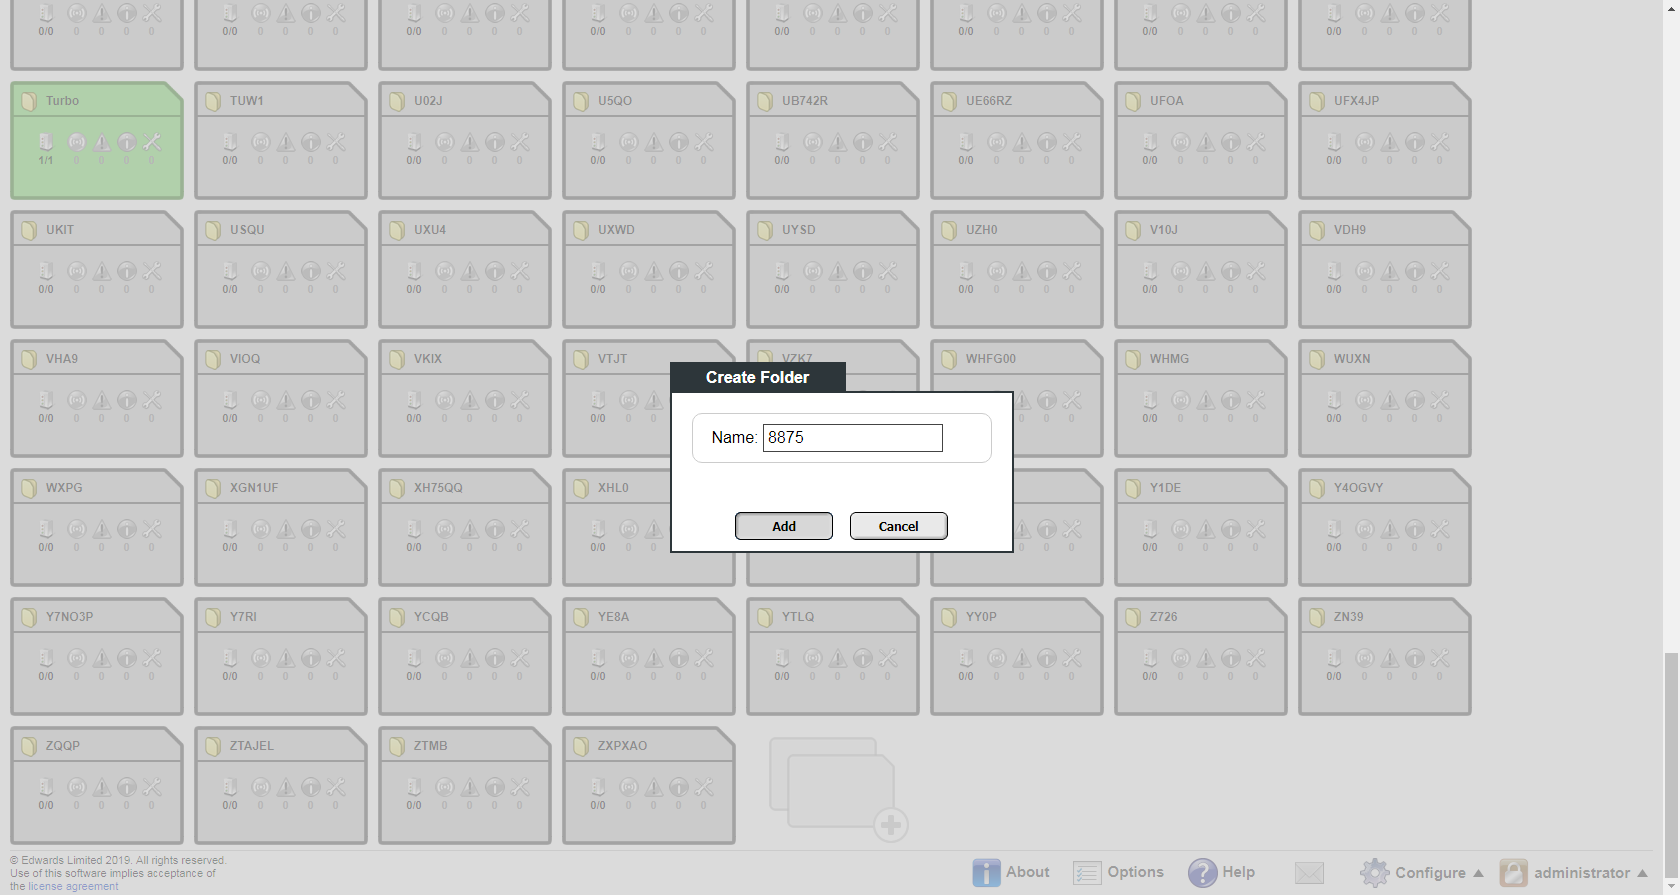 0/0 0 0 0 0 0/0 0 0 0 0 0/0 0 0 0 0 0/0 0 0 0 0 0/0 0 0 0 0 0/0 0 0 0 0 0/0 0 0 0 0 0/0 0 0 0 0
Turbo TUW1 U02J U5QO UB742R UE66RZ UFOA UFX4JP
1/1 0 0 0 0 0/0 0 0 0 0 0/0 0 0 0 0 0/0 0 0 0 0 0/0 0 0 0 0 0/0 0 0 0 0 0/0 0 0 0 0 0/0 0 0 0 0
UKIT USQU UXU4 UXWD UYSD UZH0 V10J VDH9
0/0 0 0 0 0 0/0 0 0 0 0 0/0 0 0 0 0 0/0 0 0 0 0 0/0 0 0 0 0 0/0 0 0 0 0 0/0 0 0 0 0 0/0 0 0 0 0
VHA9 VIOQ VKIX VTJT VZK7 WHFG00 WHMG WUXN
Create Folder
0/0 0 0 0 0 0/0 0 0 0 0 0/0 0 0 0 0 0/0 0 0 0 0/0 0 0 0 0 0/0 0 0 0 0
Name: 8875
WXPG XGN1UF XH75QQ XHL0 Y1DE Y4OGVY
Add Cancel
0/0 0 0 0 0 0/0 0 0 0 0 0/0 0 0 0 0 0/0 0 0 0 0/0 0 0 0 0 0/0 0 0 0 0
Y7NO3P Y7RI YCQB YE8A YTLQ YY0P Z726 ZN39
0/0 0 0 0 0 0/0 0 0 0 0 0/0 0 0 0 0 0/0 0 0 0 0 0/0 0 0 0 0 0/0 0 0 0 0 0/0 0 0 0 0 0/0 0 0 0 0
ZQQP ZTAJEL ZTMB ZXPXAO
0/0 0 0 0 0 0/0 0 0 0 0 0/0 0 0 0 0 0/0 0 0 0 0
© Edwards Limited 2019. All rights reserved.
Use of this software implies acceptance of
the license agreement
About Options Help Configure administrator